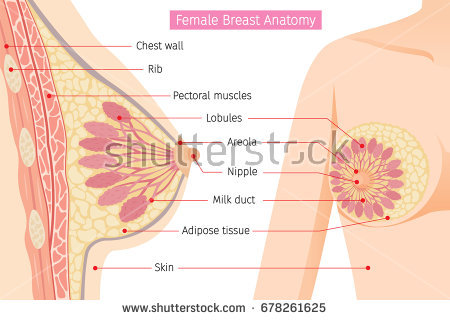 Female Breast Anatomy
Chest wall
Rib
Pectoral muscles
Lobules
Areola
Nipple
Milk duct
Adipose tissue
Skin
shutterstock
www.shutterstock.com · 678261625